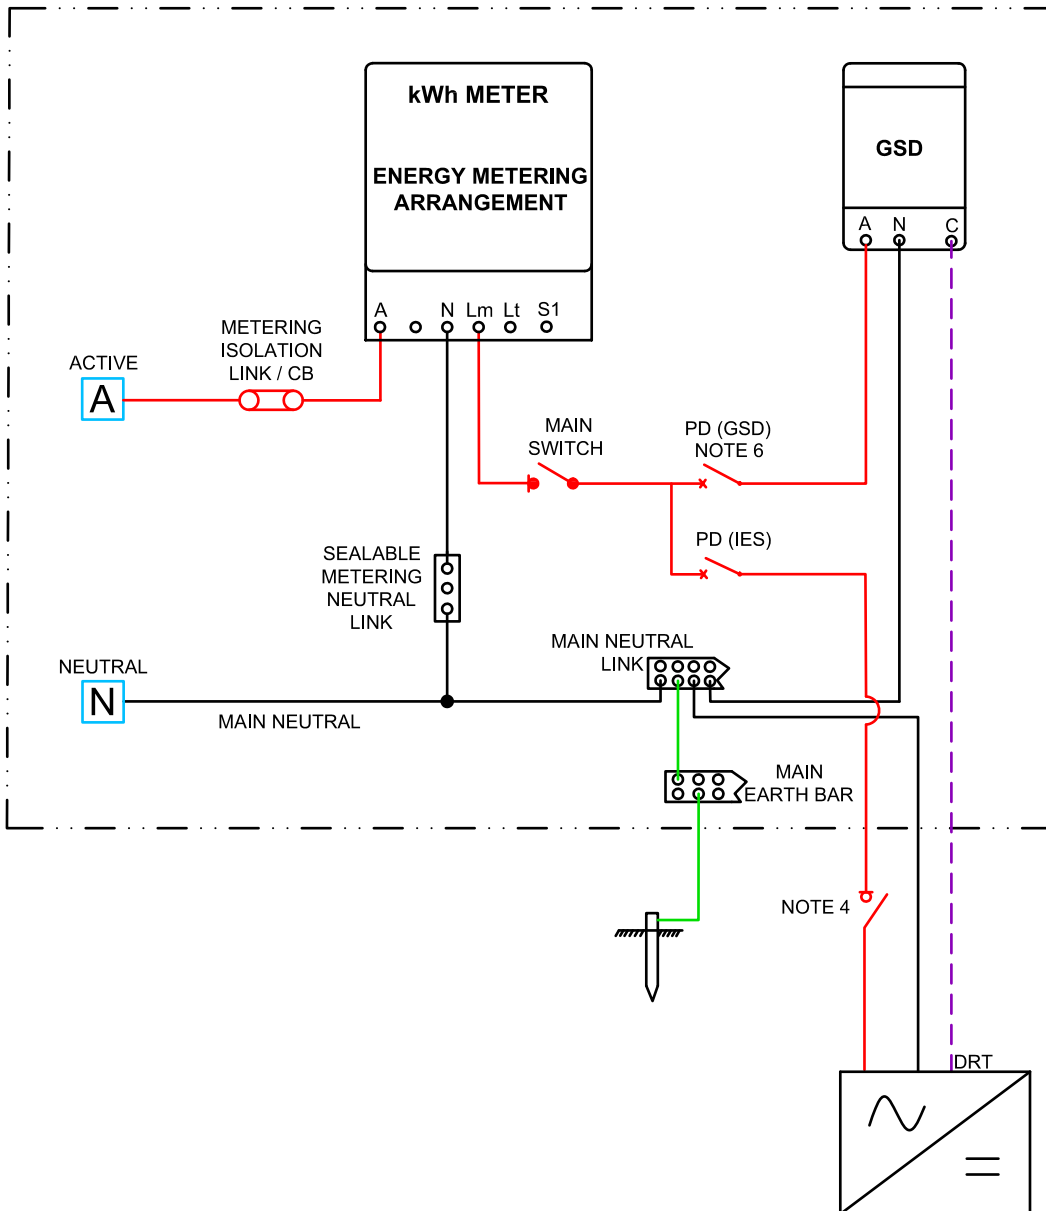 kWh METER
ENERGY METERING
ARRANGEMENT
A
N
Lm
Lt
S1
GSD
A
N
C
METERING
ISOLATION
LINK / CB
ACTIVE
A
MAIN
SWITCH
PD (GSD)
NOTE 6
PD (IES)
SEALABLE
METERING
NEUTRAL
LINK
MAIN NEUTRAL
LINK
NEUTRAL
N
MAIN NEUTRAL
MAIN
EARTH BAR
NOTE 4
DRT